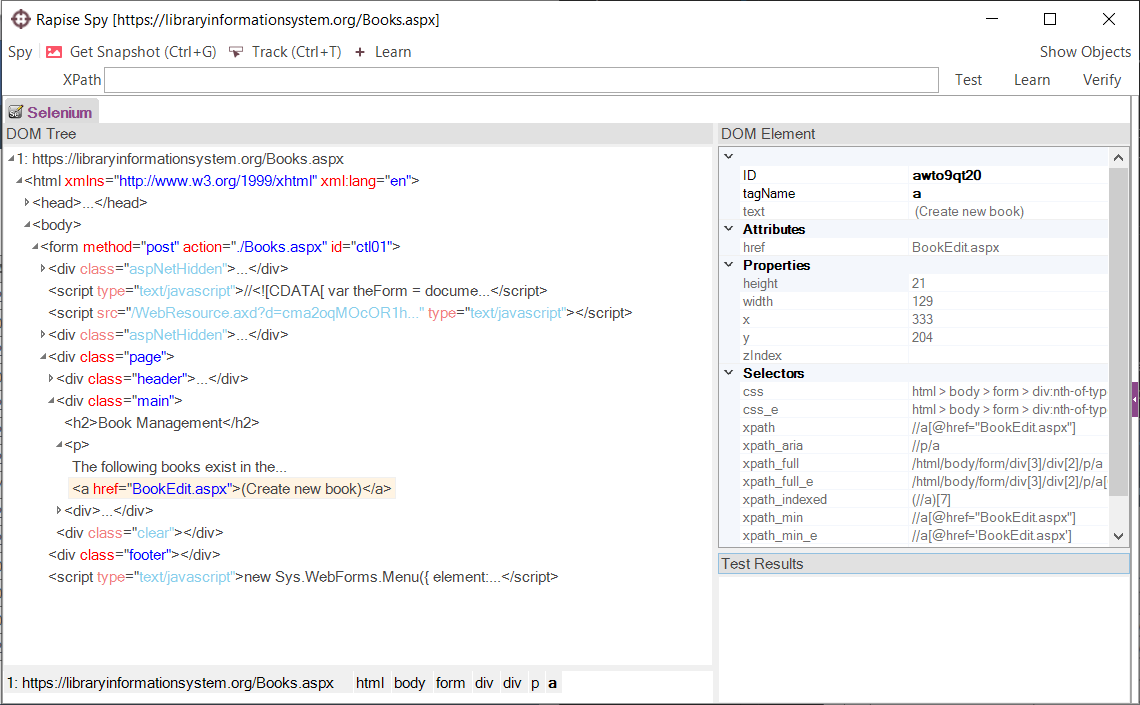 Rapise Spy [https://libraryinformationsystem.org/Books.aspx]
Spy Get Snapshot (Ctrl+G) Track (Ctrl+T) + Learn Show Objects
XPath Test Learn Verify
Selenium
DOM Tree
1: https://libraryinformationsystem.org/Books.aspx
<html xmlns="http://www.w3.org/1999/xhtml" xml:lang="en">
<head>...</head>
<body>
<form method="post" action="./Books.aspx" id="ctl01">
<div class="aspNetHidden">...</div>
<script type="text/javascript">//<![CDATA[ var theForm = docume...</script>
<script src="/WebResource.axd?d=cma2oqMOcOR1h..." type="text/javascript"></script>
<div class="aspNetHidden">...</div>
<div class="page">
<div class="header">...</div>
<div class="main">
<h2>Book Management</h2>
<p>
The following books exist in the...
<a href="BookEdit.aspx">(Create new book)</a>
<div>...</div>
<div class="clear"></div>
<div class="footer"></div>
<script type="text/javascript">new Sys.WebForms.Menu({ element:...</script>
1: https://libraryinformationsystem.org/Books.aspx html body form div div p a
DOM Element
ID awto9qt20
tagName a
text (Create new book)
Attributes
href BookEdit.aspx
Properties
height 21
width 129
x 333
y 204
zIndex
Selectors
css html > body > form > div:nth-of-typ
css_e html > body > form > div:nth-of-typ
xpath //a[@href="BookEdit.aspx"]
xpath_aria //p/a
xpath_full /html/body/form/div[3]/div[2]/p/a
xpath_full_e /html/body/form/div[3]/div[2]/p/a[
xpath_indexed (//a)[7]
xpath_min //a[@href="BookEdit.aspx"]
xpath_min_e //a[@href='BookEdit.aspx']
Test Results